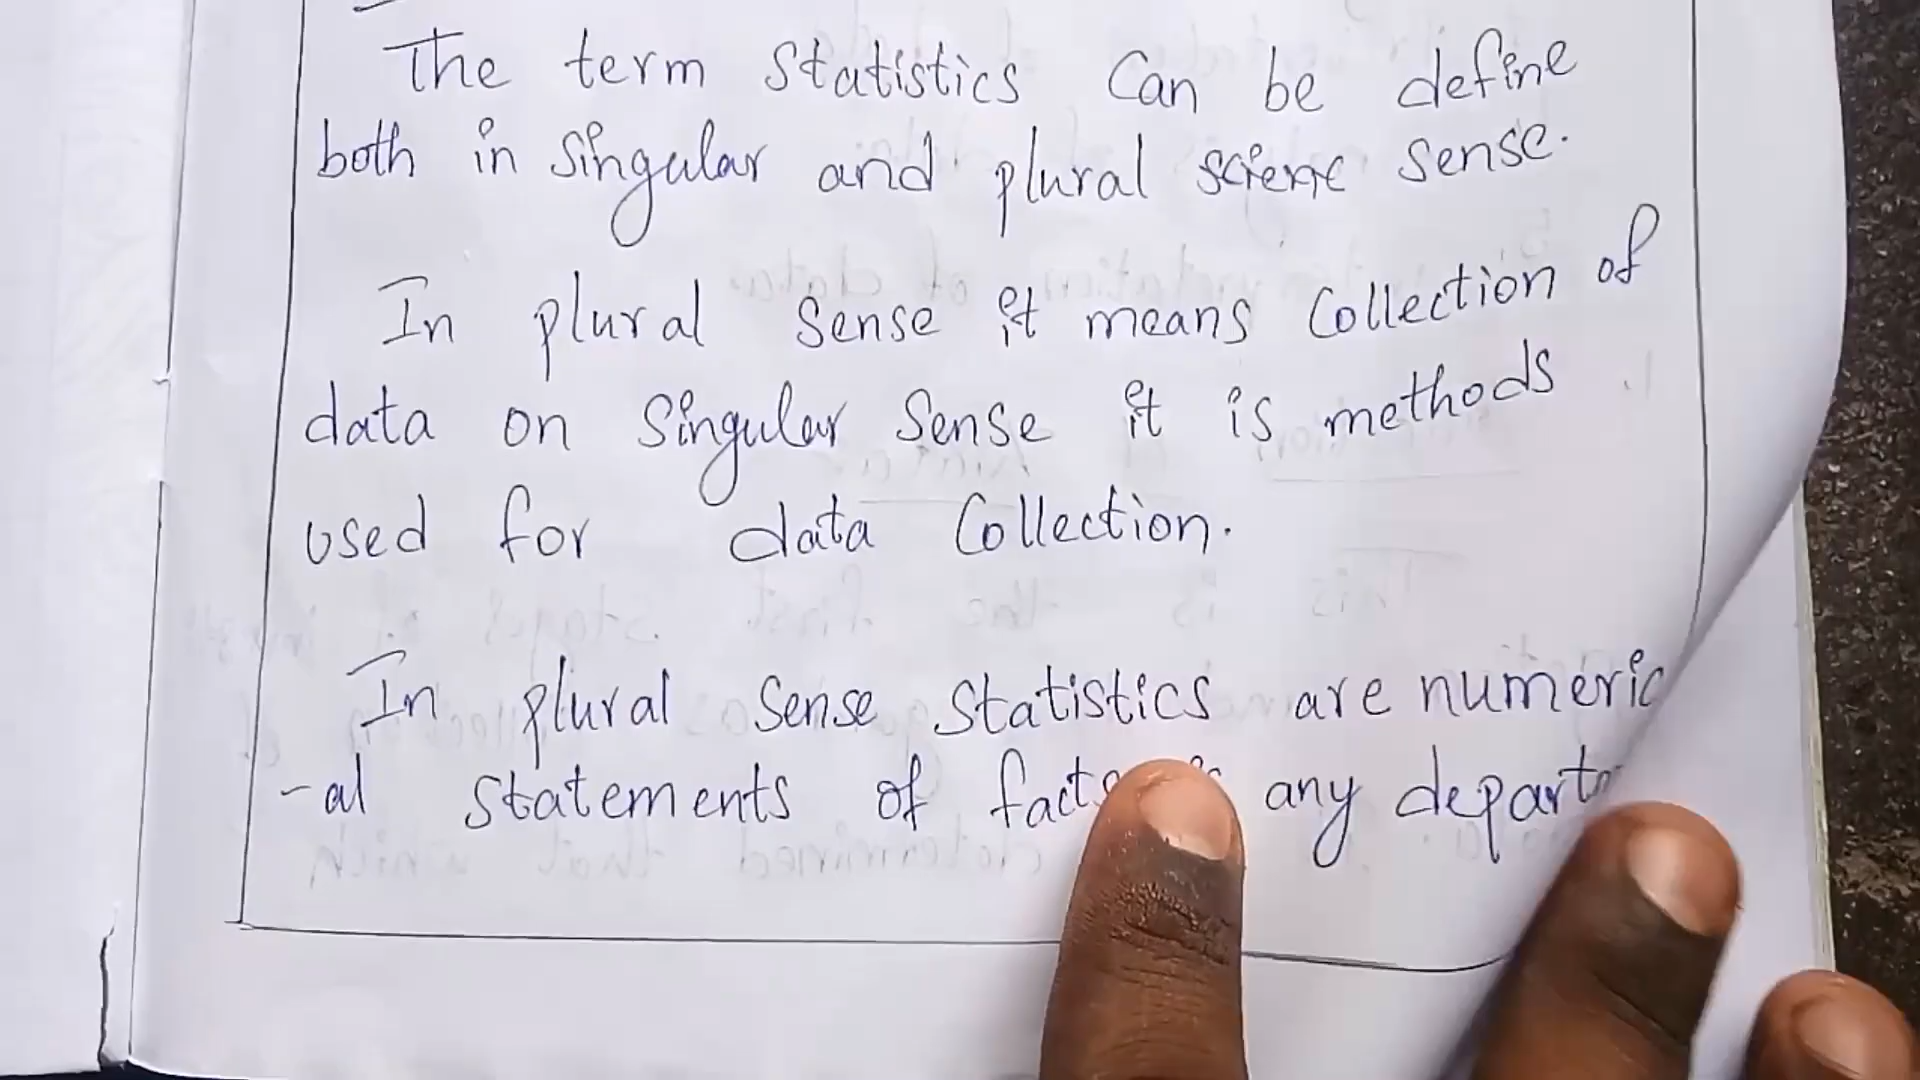 The term Statistics Can be define
both in Singular and plural science sense.
In plural Sense it means Collection of
data on Singular Sense it is methods
used for data Collection.
In plural Sense Statistics are numeric
-al Statements of facts any